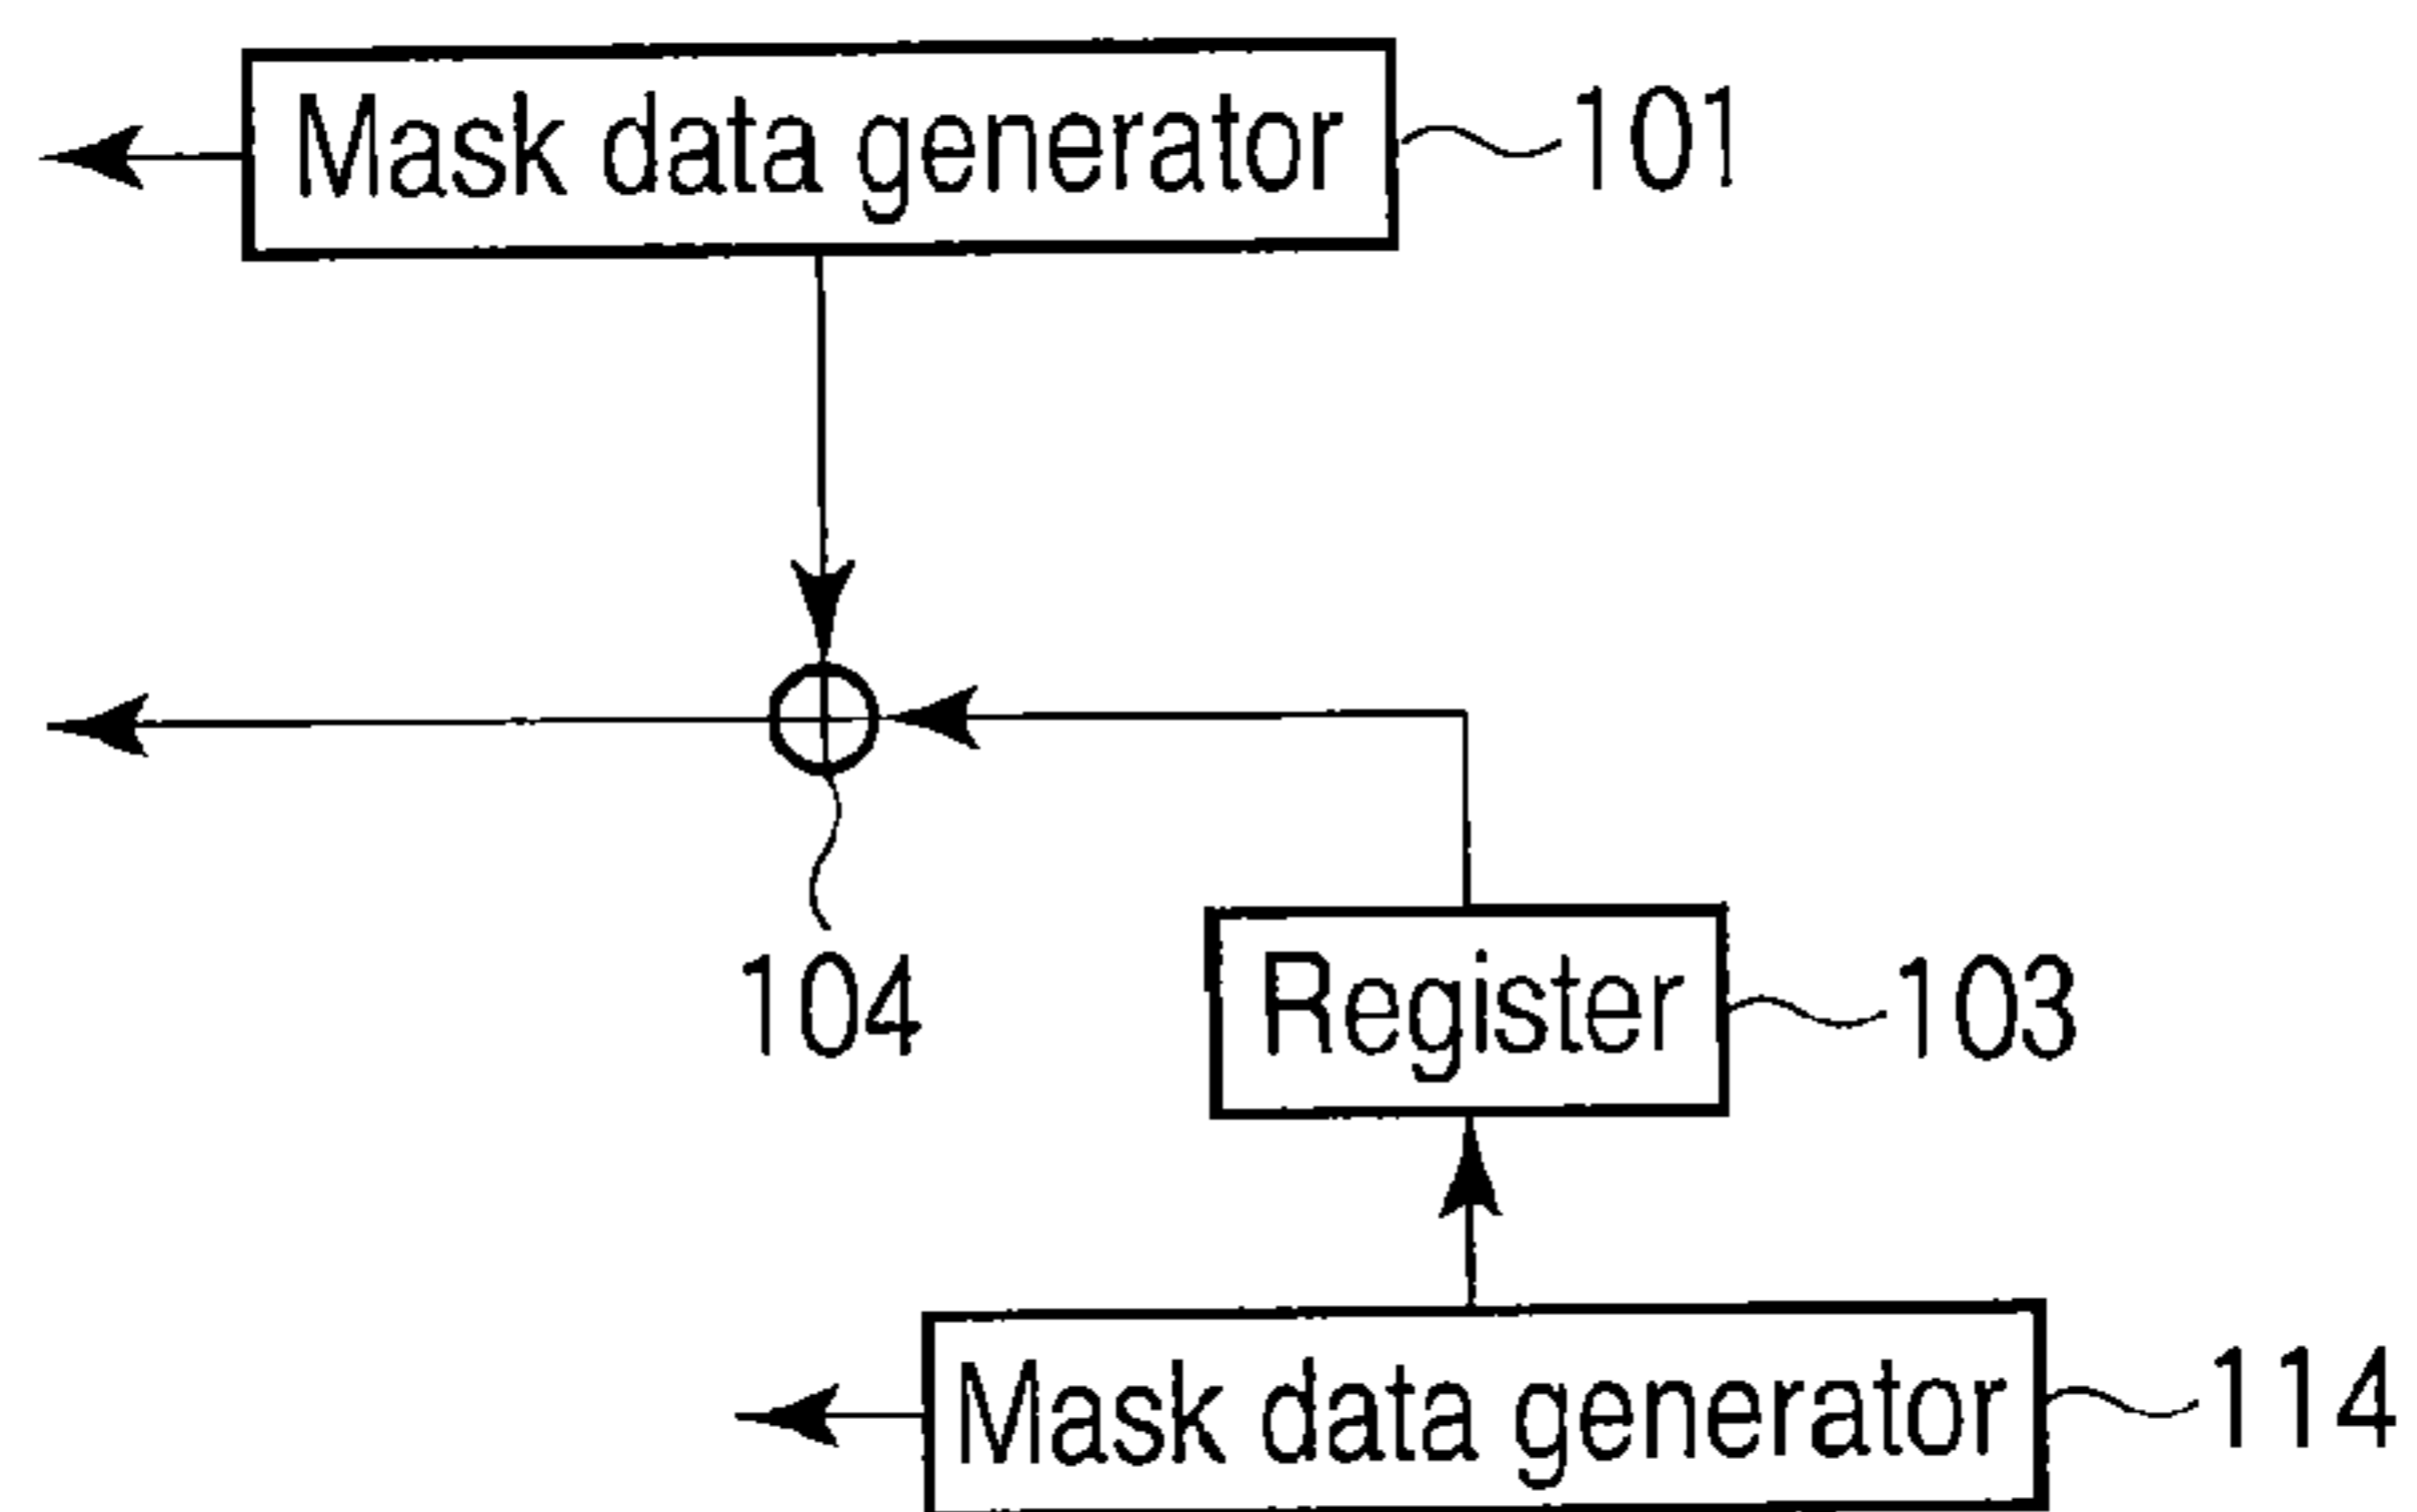 Mask data generator 101
104
Register 103
Mask data generator 114